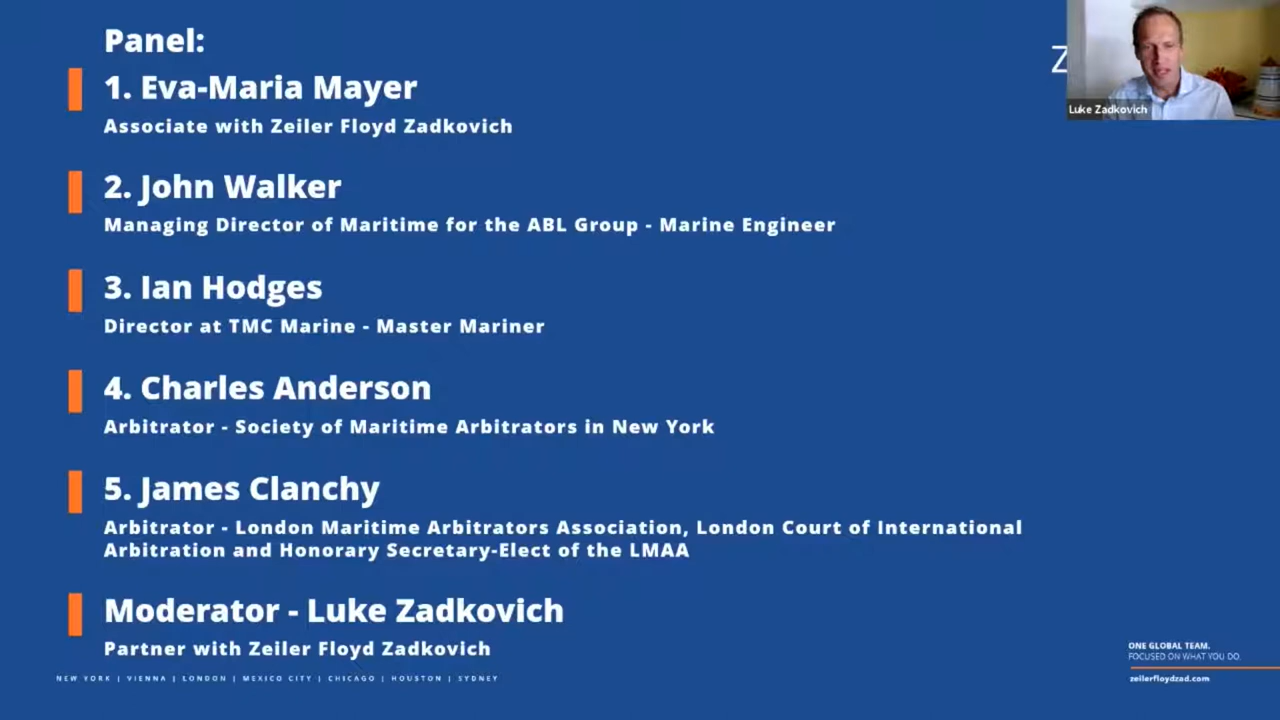 Panel:
1. Eva-Maria Mayer
Associate with Zeiler Floyd Zadkovich
2. John Walker
Managing Director of Maritime for the ABL Group - Marine Engineer
3. Ian Hodges
Director at TMC Marine - Master Mariner
4. Charles Anderson
Arbitrator - Society of Maritime Arbitrators in New York
5. James Clanchy
Arbitrator - London Maritime Arbitrators Association, London Court of International
Arbitration and Honorary Secretary-Elect of the LMAA
Moderator - Luke Zadkovich
Partner with Zeiler Floyd Zadkovich
NEW YORK | VIENNA | LONDON | MEXICO CITY | CHICAGO | HOUSTON | SYDNEY
Z
Luke Zadkovich
ONE GLOBAL TEAM.
FOCUSED ON WHAT YOU DO.
zeilerfloydzad.com